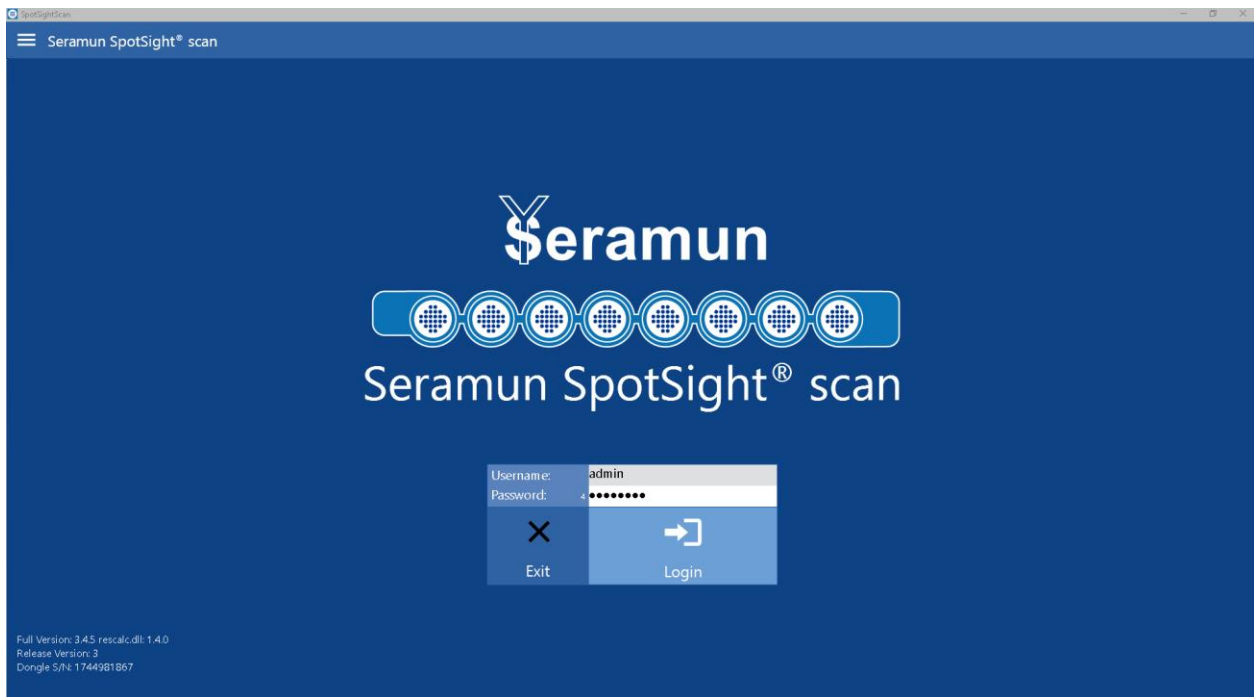 SpotSightScan
Seramun SpotSight® scan
Seramun
Seramun SpotSight® scan
Username: admin
Password: 4 ••••••••
Exit
Login
Full Version: 3.4.5 rescalc.dll: 1.4.0
Release Version: 3
Dongle S/N: 1744981867